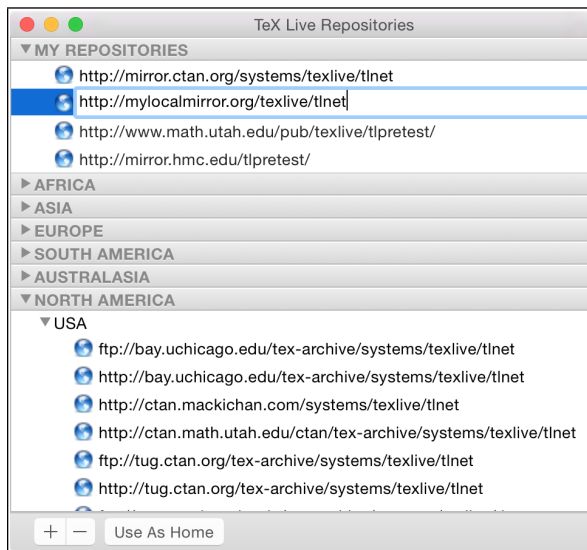 TeX Live Repositories
MY REPOSITORIES
http://mirror.ctan.org/systems/texlive/tlnet
http://mylocalmirror.org/texlive/tlnet
http://www.math.utah.edu/pub/texlive/tlpretest/
http://mirror.hmc.edu/tlpretest/
AFRICA
ASIA
EUROPE
SOUTH AMERICA
AUSTRALASIA
NORTH AMERICA
USA
ftp://bay.uchicago.edu/tex-archive/systems/texlive/tlnet
http://bay.uchicago.edu/tex-archive/systems/texlive/tlnet
http://ctan.mackichan.com/systems/texlive/tlnet
http://ctan.math.utah.edu/ctan/tex-archive/systems/texlive/tlnet
ftp://tug.ctan.org/tex-archive/systems/texlive/tlnet
http://tug.ctan.org/tex-archive/systems/texlive/tlnet
Use As Home